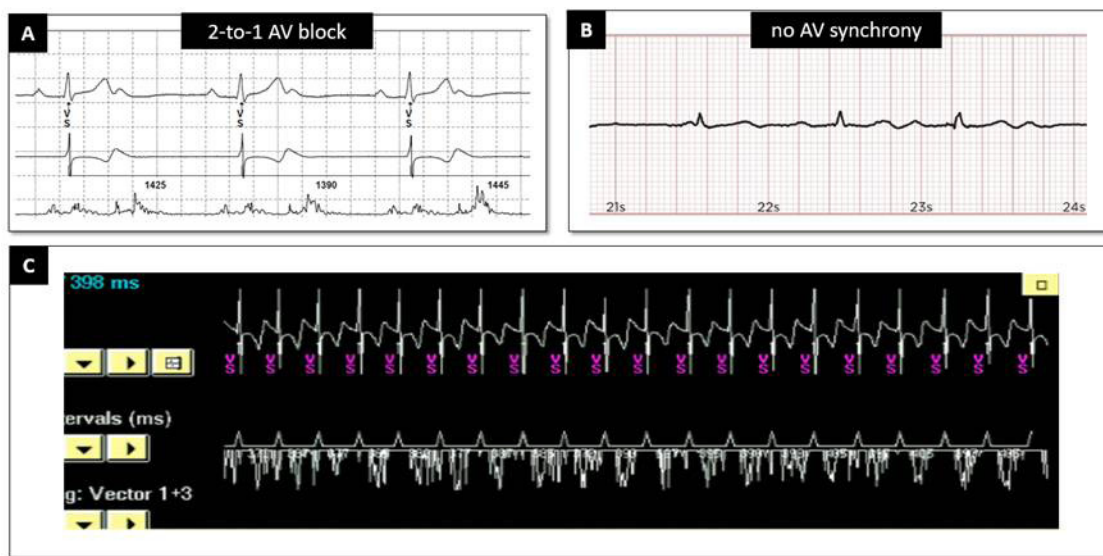 A
2-to-1 AV block
V
S
V
S
V
S
1425
1390
1445
B
no AV synchrony
21s
22s
23s
24s
C
398 ms
V V V V V V V V V V V V V V V V V V V V
S S S S S S S S S S S S S S S S S S S S
tervals (ms)
g: Vector 1+3